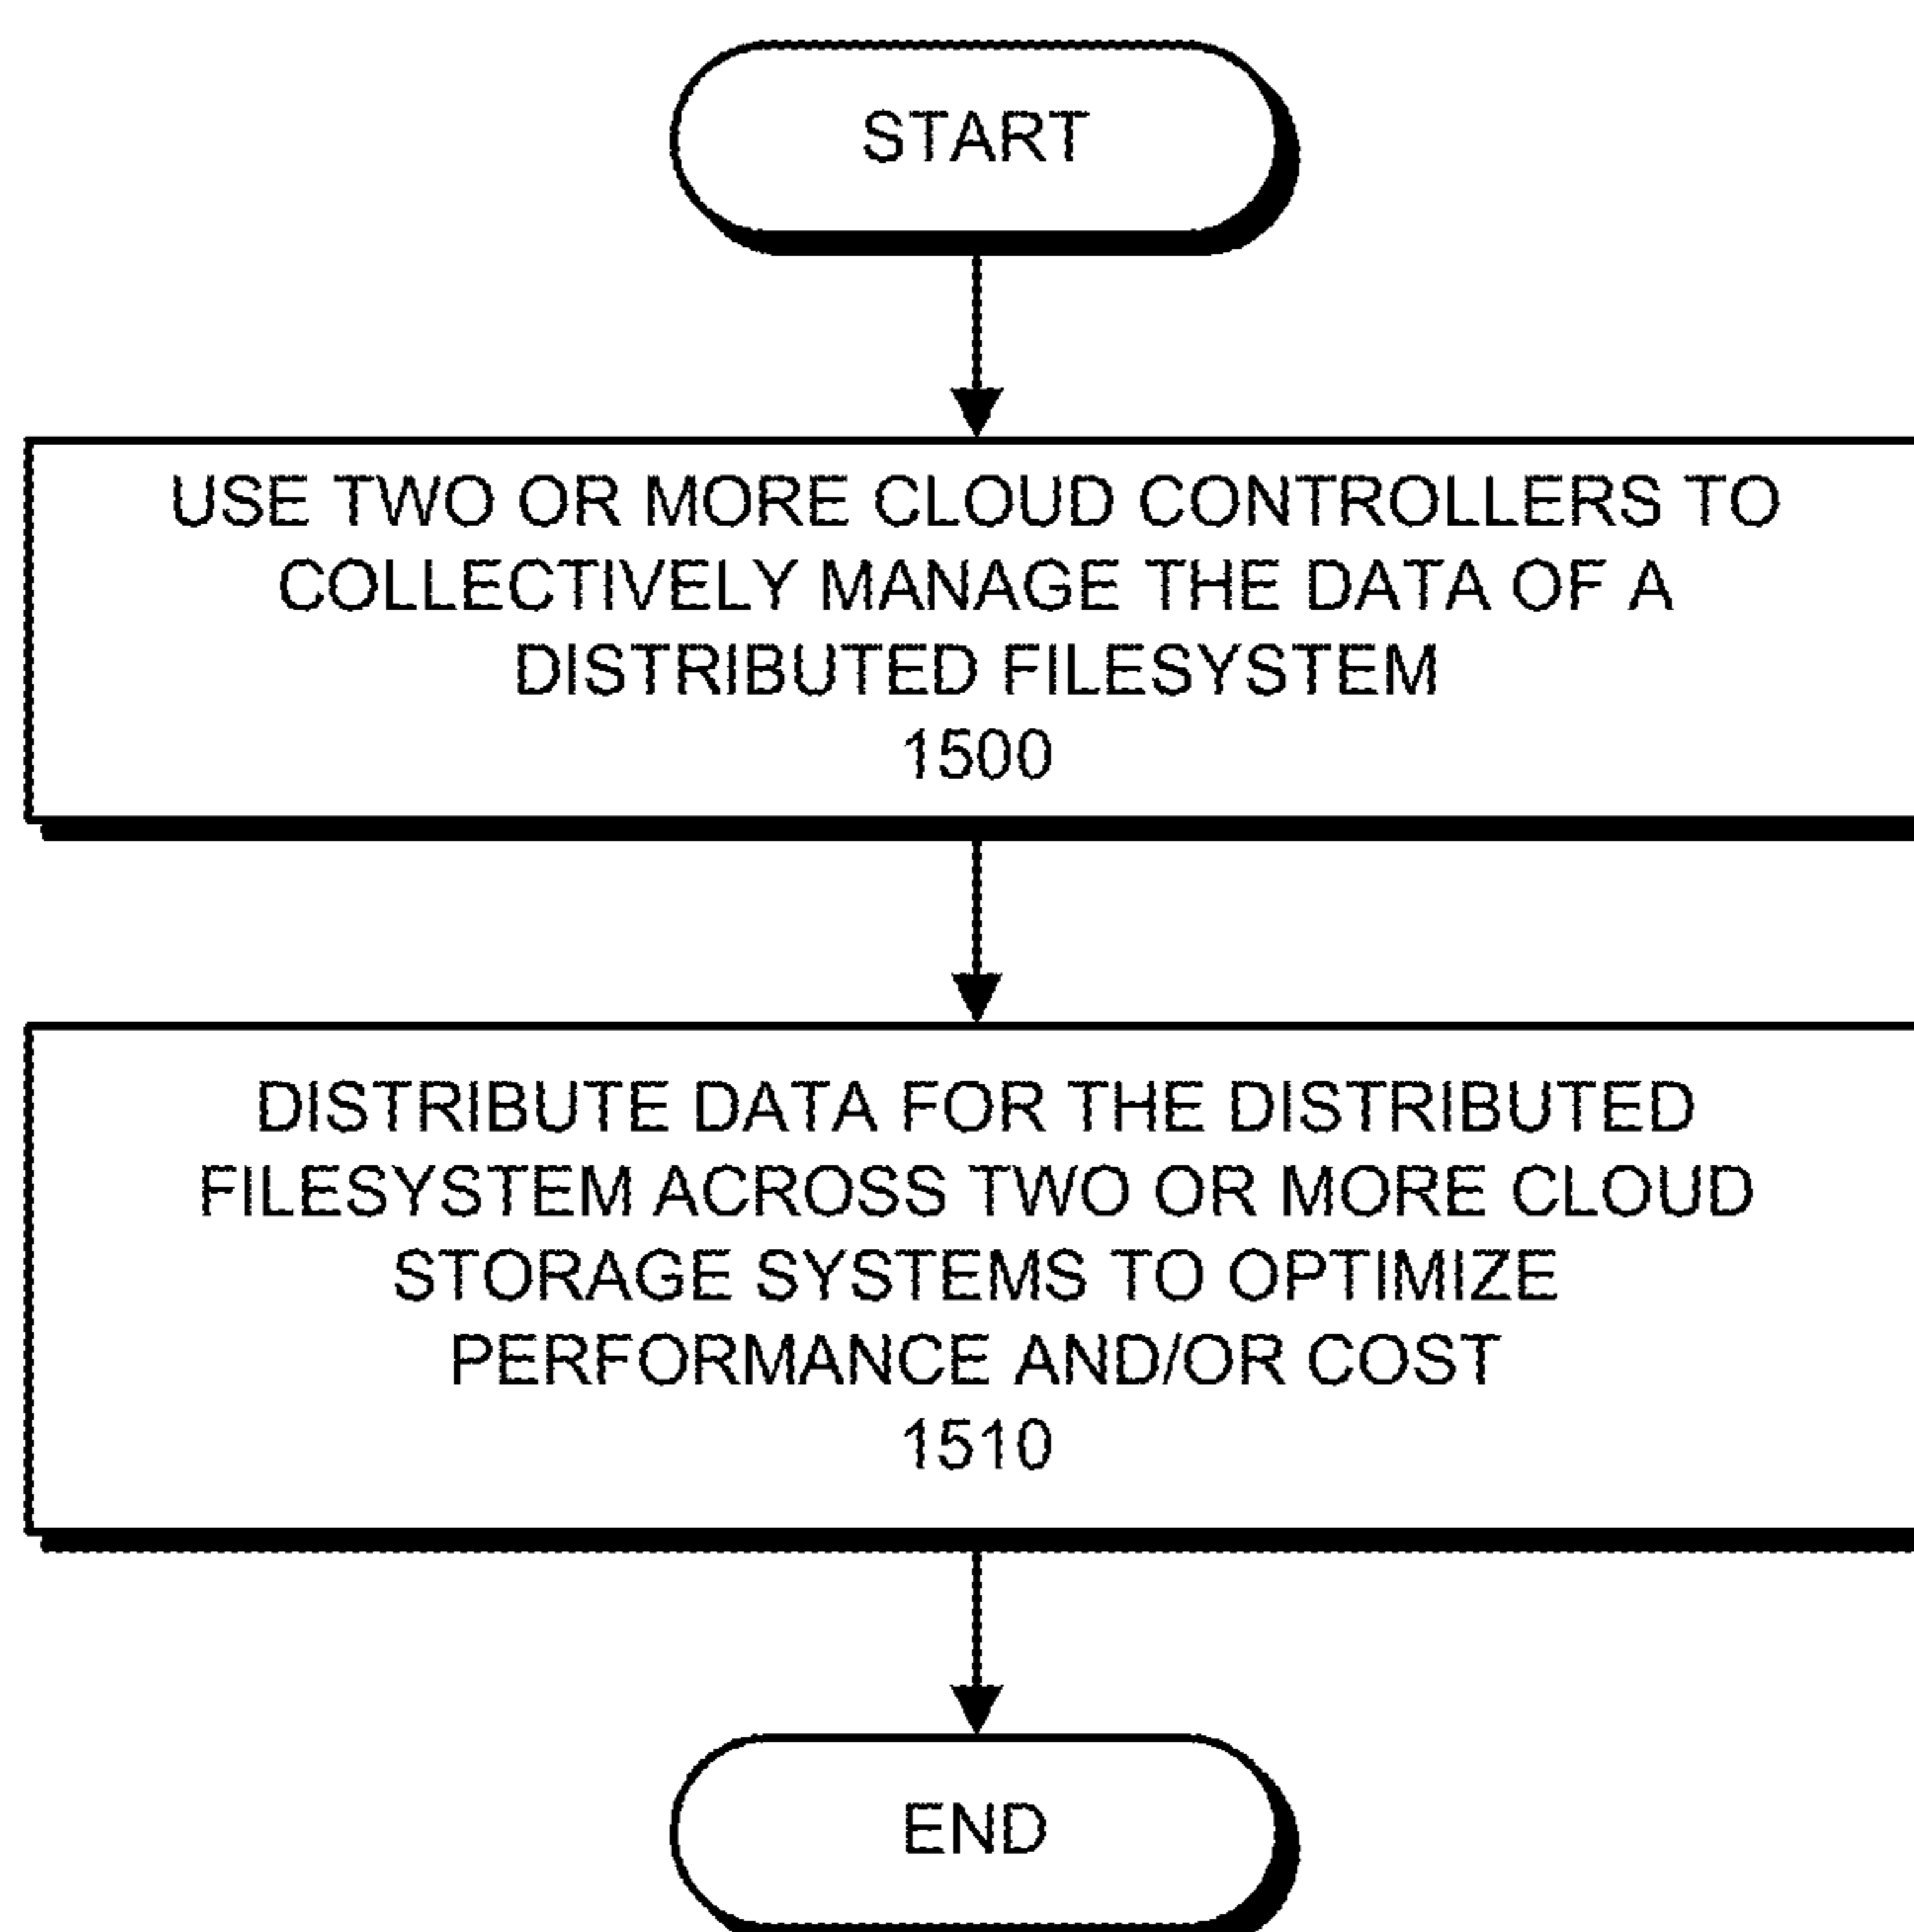 START
USE TWO OR MORE CLOUD CONTROLLERS TO
COLLECTIVELY MANAGE THE DATA OF A
DISTRIBUTED FILESYSTEM
1500
DISTRIBUTE DATA FOR THE DISTRIBUTED
FILESYSTEM ACROSS TWO OR MORE CLOUD
STORAGE SYSTEMS TO OPTIMIZE
PERFORMANCE AND/OR COST
1510
END